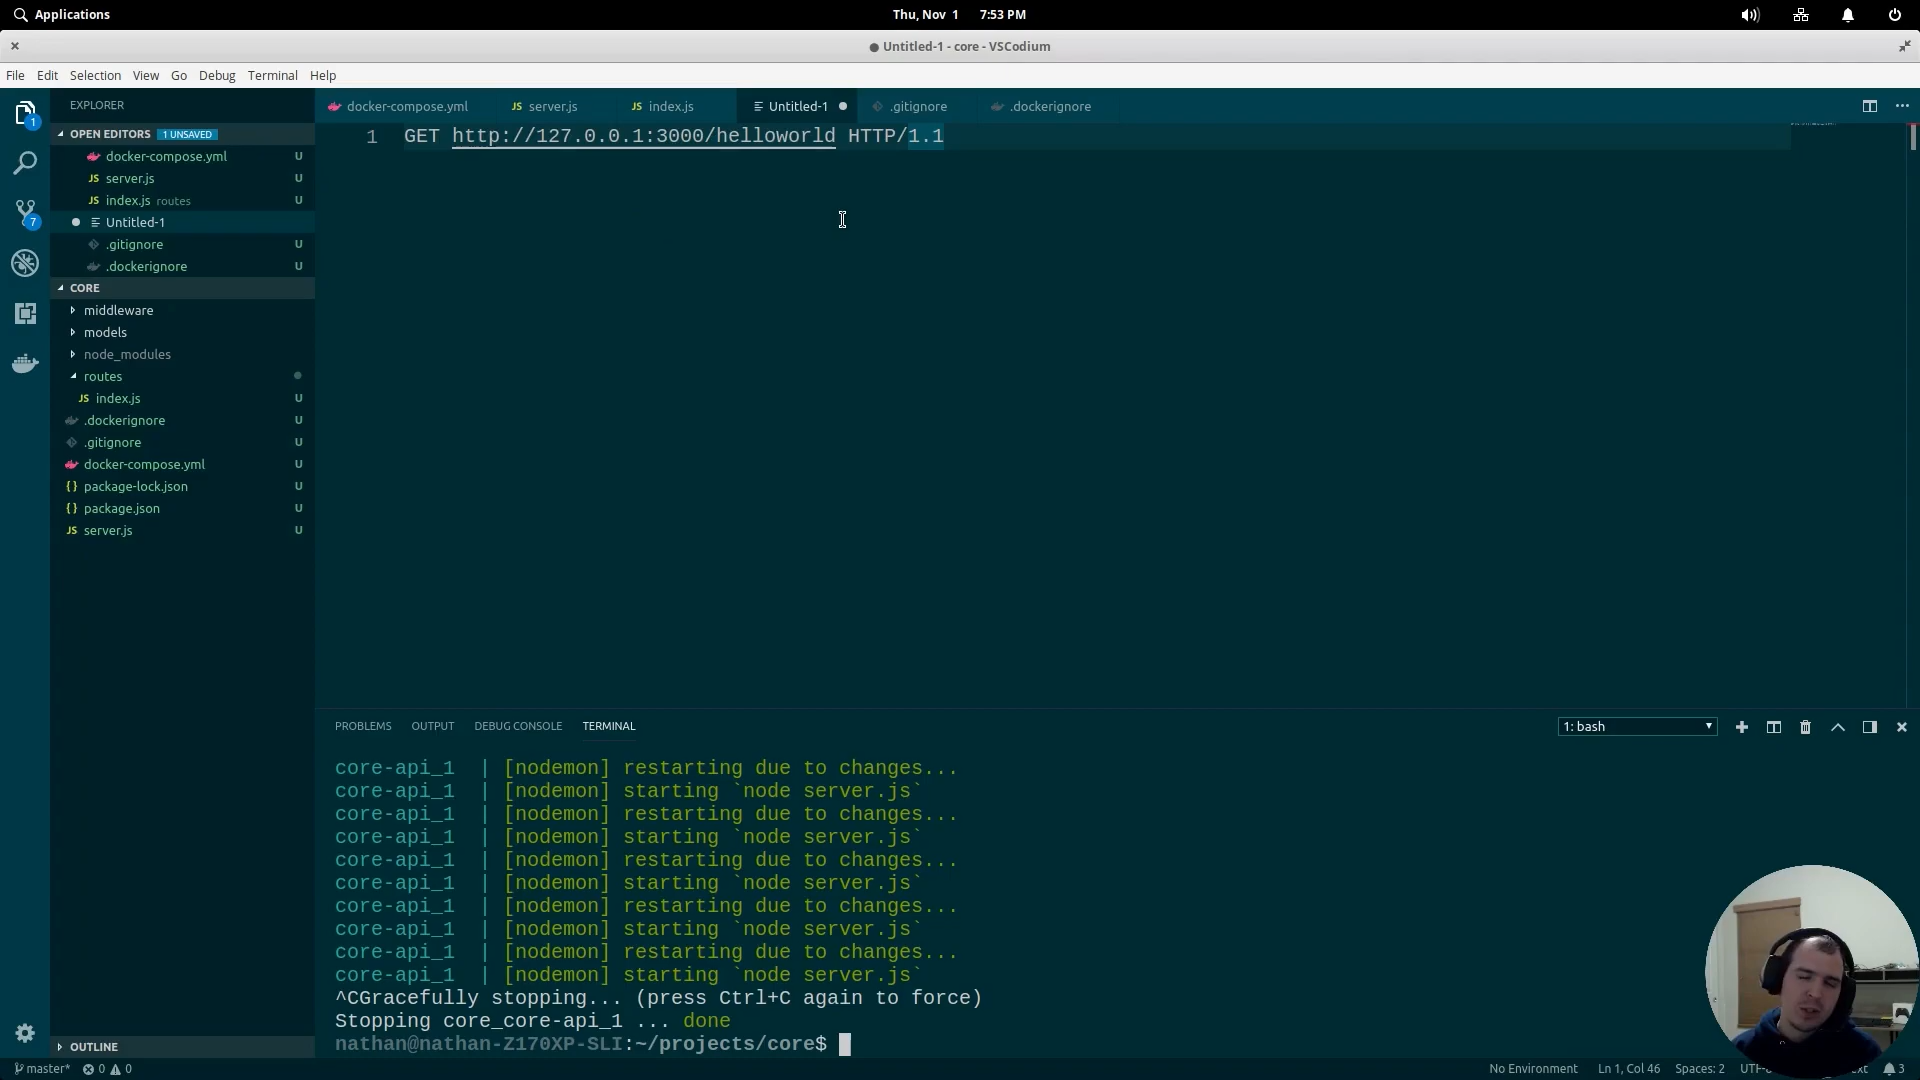 Applications
Thu, Nov 1 7:53 PM
● Untitled-1 - core - VSCodium
File Edit Selection View Go Debug Terminal Help
EXPLORER
docker-compose.yml
JS server.js
JS index.js
Untitled-1
.gitignore
.dockerignore
OPEN EDITORS 1 UNSAVED
docker-compose.yml U
JS server.js U
JS index.js routes U
Untitled-1
.gitignore U
.dockerignore U
CORE
middleware
models
node_modules
routes
JS index.js U
.dockerignore U
.gitignore U
docker-compose.yml U
{} package-lock.json U
{} package.json U
JS server.js U
OUTLINE
1
7
1 GET http://127.0.0.1:3000/helloworld HTTP/1.1
PROBLEMS OUTPUT DEBUG CONSOLE TERMINAL
1: bash
core-api_1 | [nodemon] restarting due to changes...
core-api_1 | [nodemon] starting `node server.js`
core-api_1 | [nodemon] restarting due to changes...
core-api_1 | [nodemon] starting `node server.js`
core-api_1 | [nodemon] restarting due to changes...
core-api_1 | [nodemon] starting `node server.js`
core-api_1 | [nodemon] restarting due to changes...
core-api_1 | [nodemon] starting `node server.js`
core-api_1 | [nodemon] restarting due to changes...
core-api_1 | [nodemon] starting `node server.js`
^CGracefully stopping... (press Ctrl+C again to force)
Stopping core_core-api_1 ... done
nathan@nathan-Z170XP-SLI:~/projects/core$
master* 0 0
No Environment Ln 1, Col 46 Spaces: 2
3